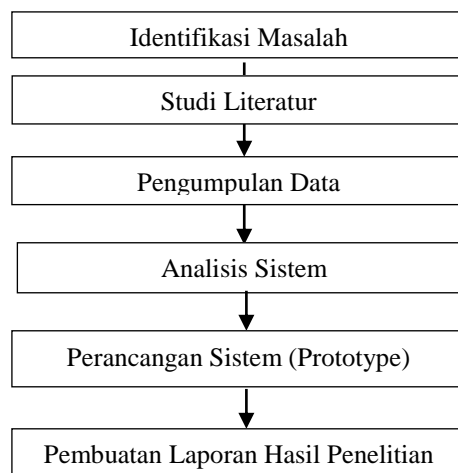 Identifikasi Masalah
Studi Literatur
Pengumpulan Data
Analisis Sistem
Perancangan Sistem (Prototype)
Pembuatan Laporan Hasil Penelitian